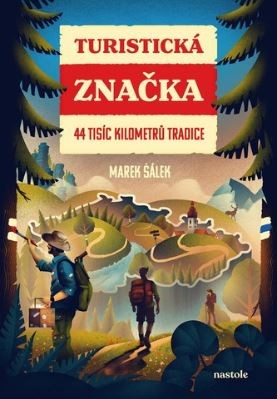 TURISTICKÁ
ZNAČKA
44 TISÍC KILOMETRŮ TRADICE
MAREK ŠÁLEK
nastole